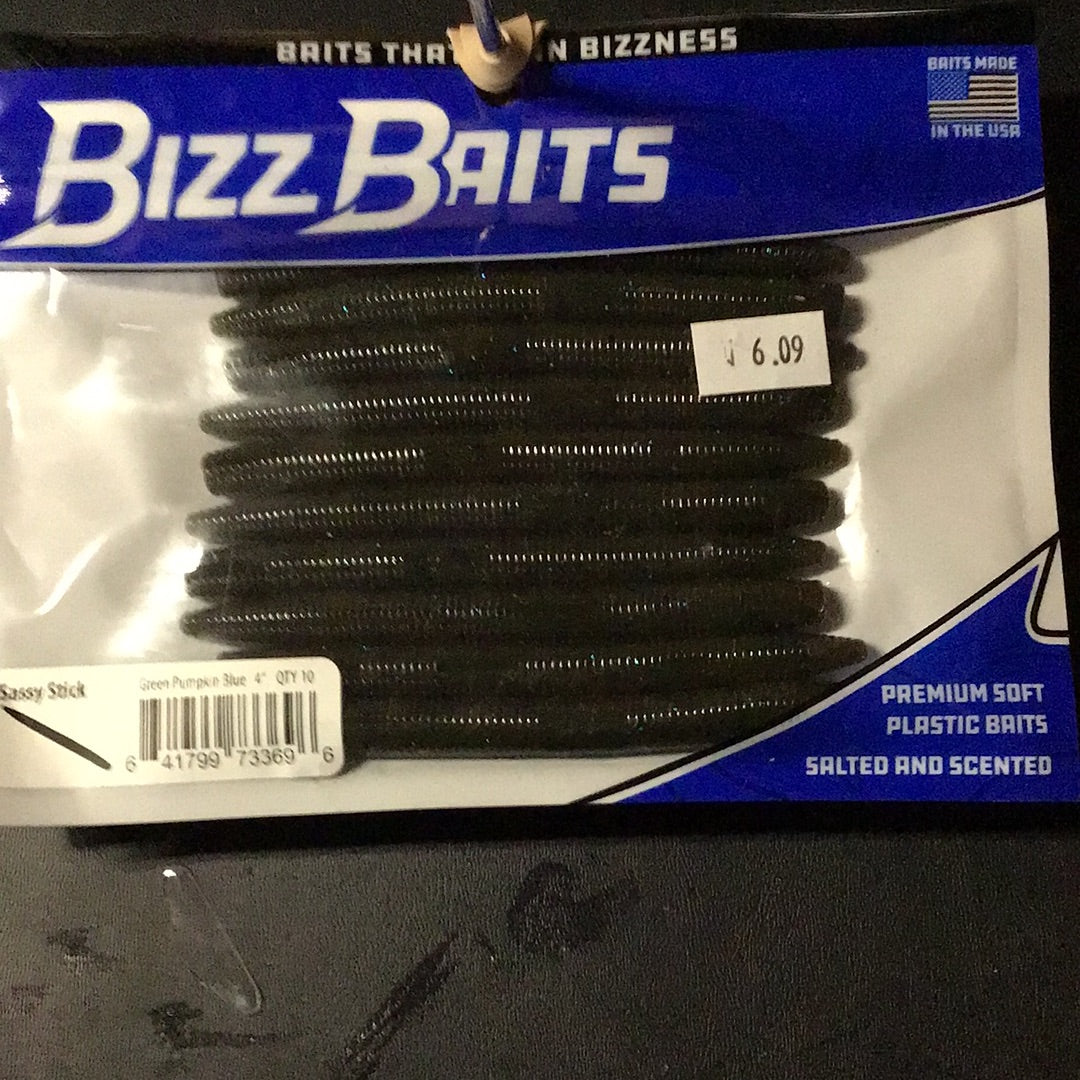 BAITS THAT N BIZZNESS
BAITS MADE
IN THE USA
BIZZ BAITS
6.09
Sassy Stick
Green Pumpkin Blue 4" QTY 10
6 41799 73369 6
PREMIUM SOFT
PLASTIC BAITS
SALTED AND SCENTED